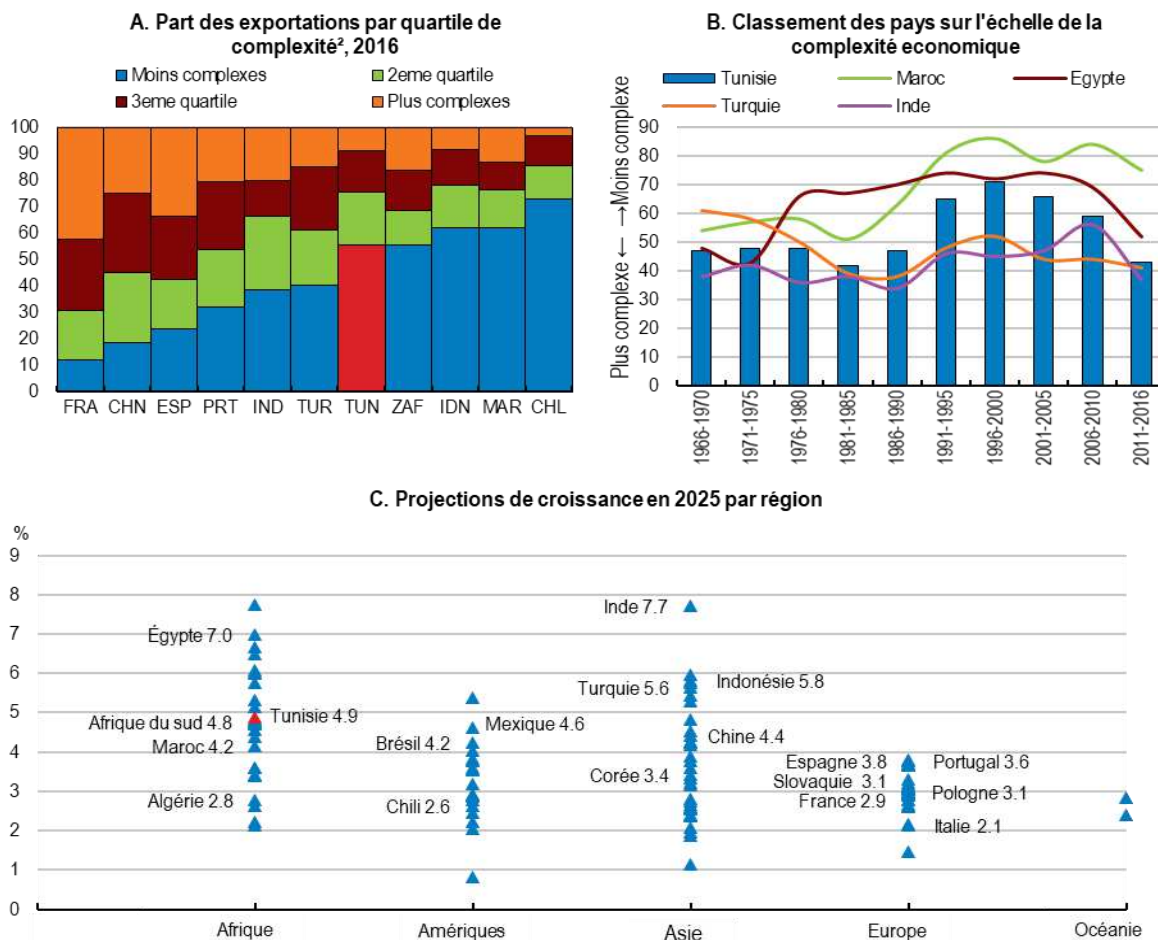 A. Part des exportations par quartile de
complexité², 2016
Moins complexes
2eme quartile
3eme quartile
Plus complexes
100
90
80
70
60
50
40
30
20
10
0
FRA CHN ESP PRT IND TUR TUN ZAF IDN MAR CHL
B. Classement des pays sur l'échelle de la
complexité economique
Tunisie
Maroc
Egypte
Turquie
Inde
Plus complexe ← → Moins complexe
90
80
70
60
50
40
30
20
10
0
1966-1970
1971-1975
1976-1980
1981-1985
1986-1990
1991-1995
1996-2000
2001-2005
2006-2010
2011-2016
C. Projections de croissance en 2025 par région
%
9
8
7
6
5
4
3
2
1
0
Égypte 7.0
Afrique du sud 4.8
Tunisie 4.9
Maroc 4.2
Algérie 2.8
Mexique 4.6
Brésil 4.2
Chili 2.6
Inde 7.7
Turquie 5.6
Indonésie 5.8
Chine 4.4
Corée 3.4
Espagne 3.8
Portugal 3.6
Slovaquie 3.1
Pologne 3.1
France 2.9
Italie 2.1
Afrique
Amériques
Asie
Europe
Océanie